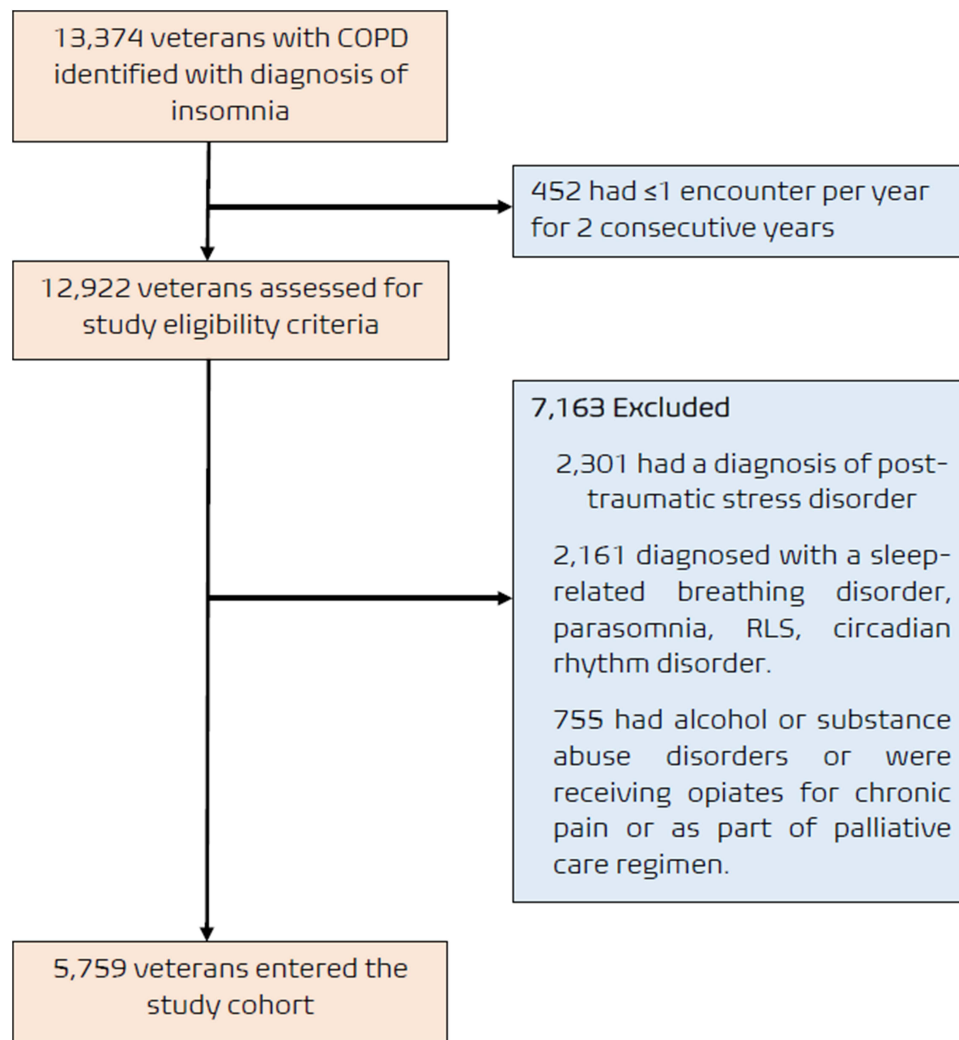 13,374 veterans with COPD
identified with diagnosis of
insomnia
452 had ≤1 encounter per year
for 2 consecutive years
12,922 veterans assessed for
study eligibility criteria
7,163 Excluded
2,301 had a diagnosis of post-
traumatic stress disorder
2,161 diagnosed with a sleep-
related breathing disorder,
parasomnia, RLS, circadian
rhythm disorder.
755 had alcohol or substance
abuse disorders or were
receiving opiates for chronic
pain or as part of palliative
care regimen.
5,759 veterans entered the
study cohort